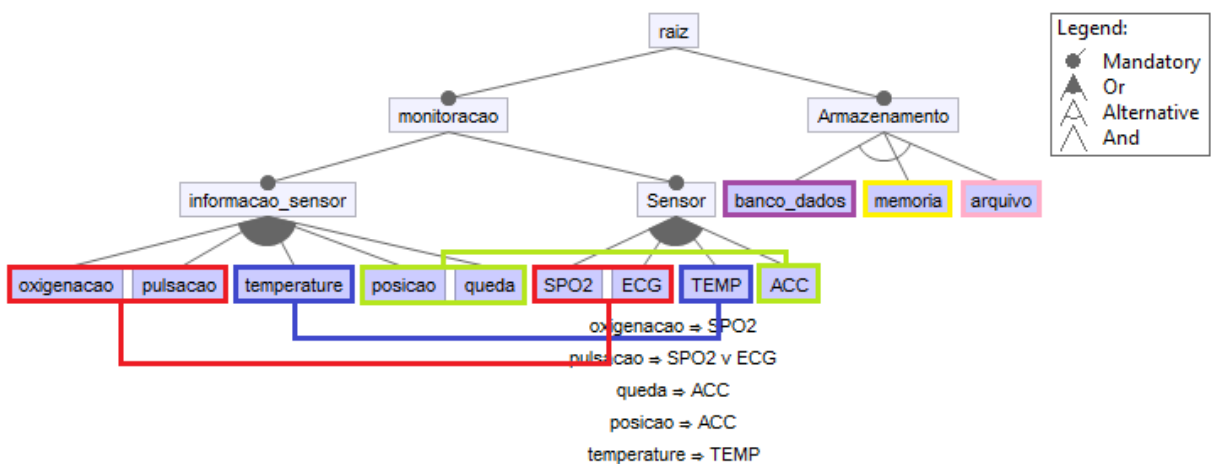 raiz
Legend:
Mandatory
Or
Alternative
And
monitoracao Armazenamento
informacao_sensor Sensor banco_dados memoria arquivo
oxigenacao pulsacao temperature posicao queda SPO2 ECG TEMP ACC
oxigenacao ⇒ SPO2
pulsacao ⇒ SPO2 v ECG
queda ⇒ ACC
posicao ⇒ ACC
temperature ⇒ TEMP